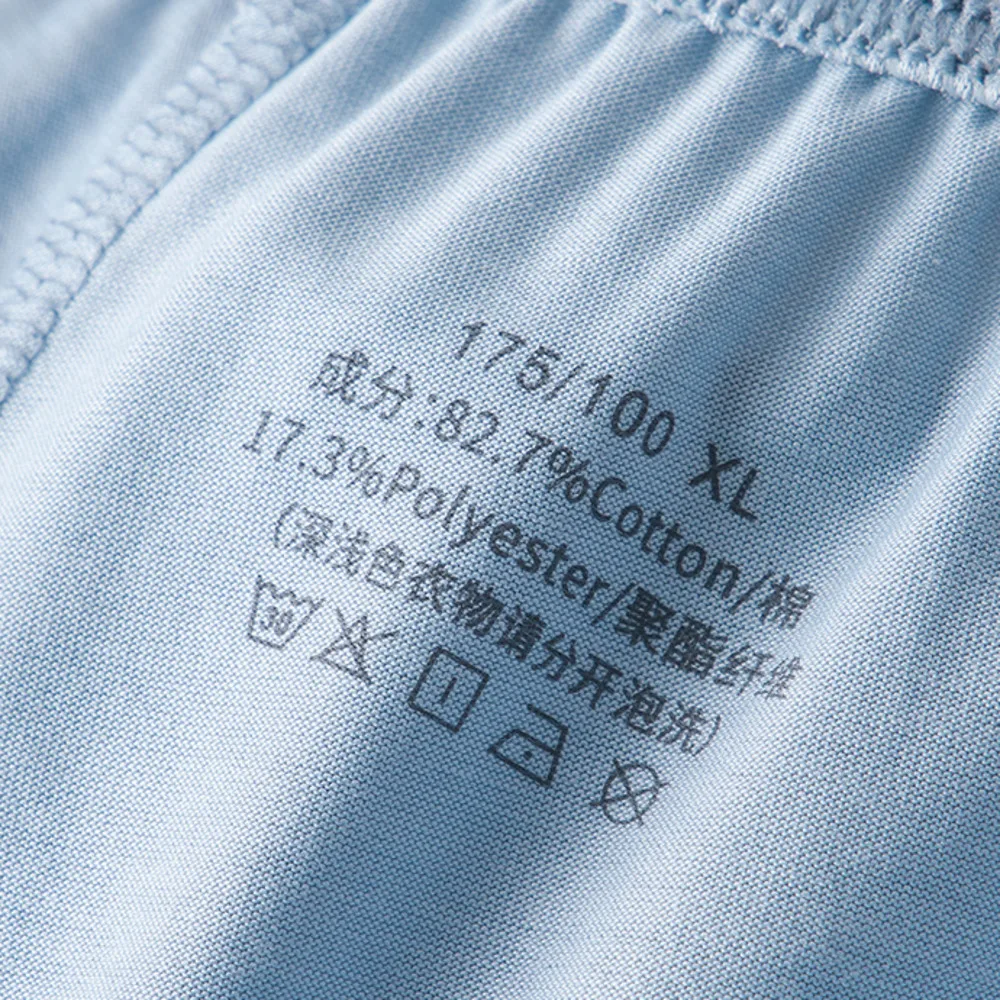 175/100 XL
成分:82.7%Cotton/棉
17.3%Polyester/聚酯纤维
(深浅色衣物请分开泡洗)
30